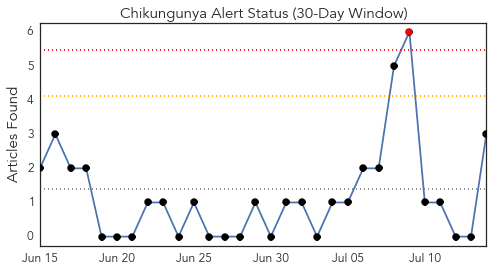 Chikungunya Alert Status (30-Day Window)
Articles Found
6
5
4
3
2
1
0
Jun 15 Jun 20 Jun 25 Jun 30 Jul 05 Jul 10